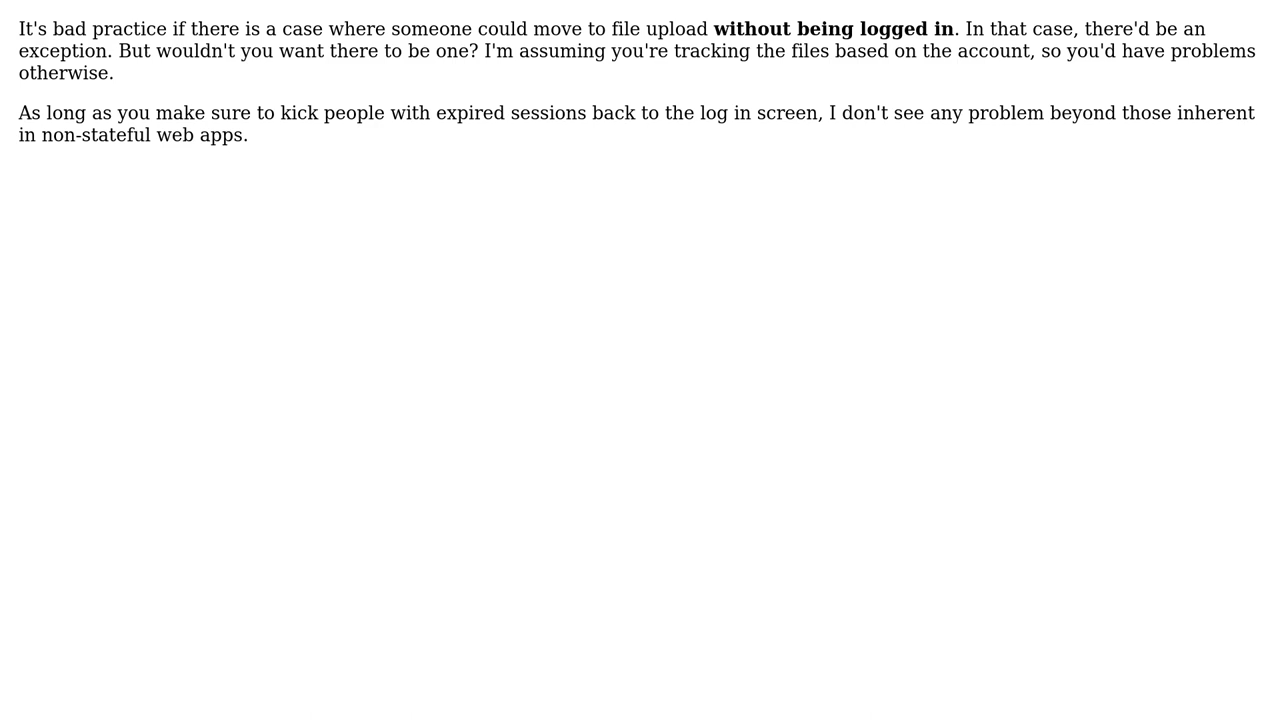 It's bad practice if there is a case where someone could move to file upload without being logged in. In that case, there'd be an
exception. But wouldn't you want there to be one? I'm assuming you're tracking the files based on the account, so you'd have problems
otherwise.
As long as you make sure to kick people with expired sessions back to the log in screen, I don't see any problem beyond those inherent
in non-stateful web apps.